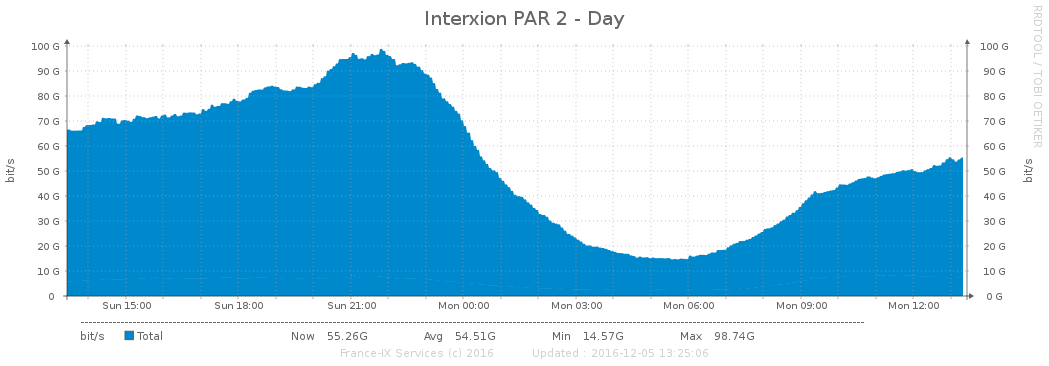 Interxion PAR 2 - Day
RRDTOOL / TOBI OETIKER
bit/s
100 G 100 G
90 G 90 G
80 G 80 G
70 G 70 G
60 G 60 G
50 G 50 G
40 G 40 G
30 G 30 G
20 G 20 G
10 G 10 G
0 0 G
bit/s
Sun 15:00 Sun 18:00 Sun 21:00 Mon 00:00 Mon 03:00 Mon 06:00 Mon 09:00 Mon 12:00
bit/s Total Now 55.26G Avg 54.51G Min 14.57G Max 98.74G
France-IX Services (c) 2016 Updated : 2016-12-05 13:25:06